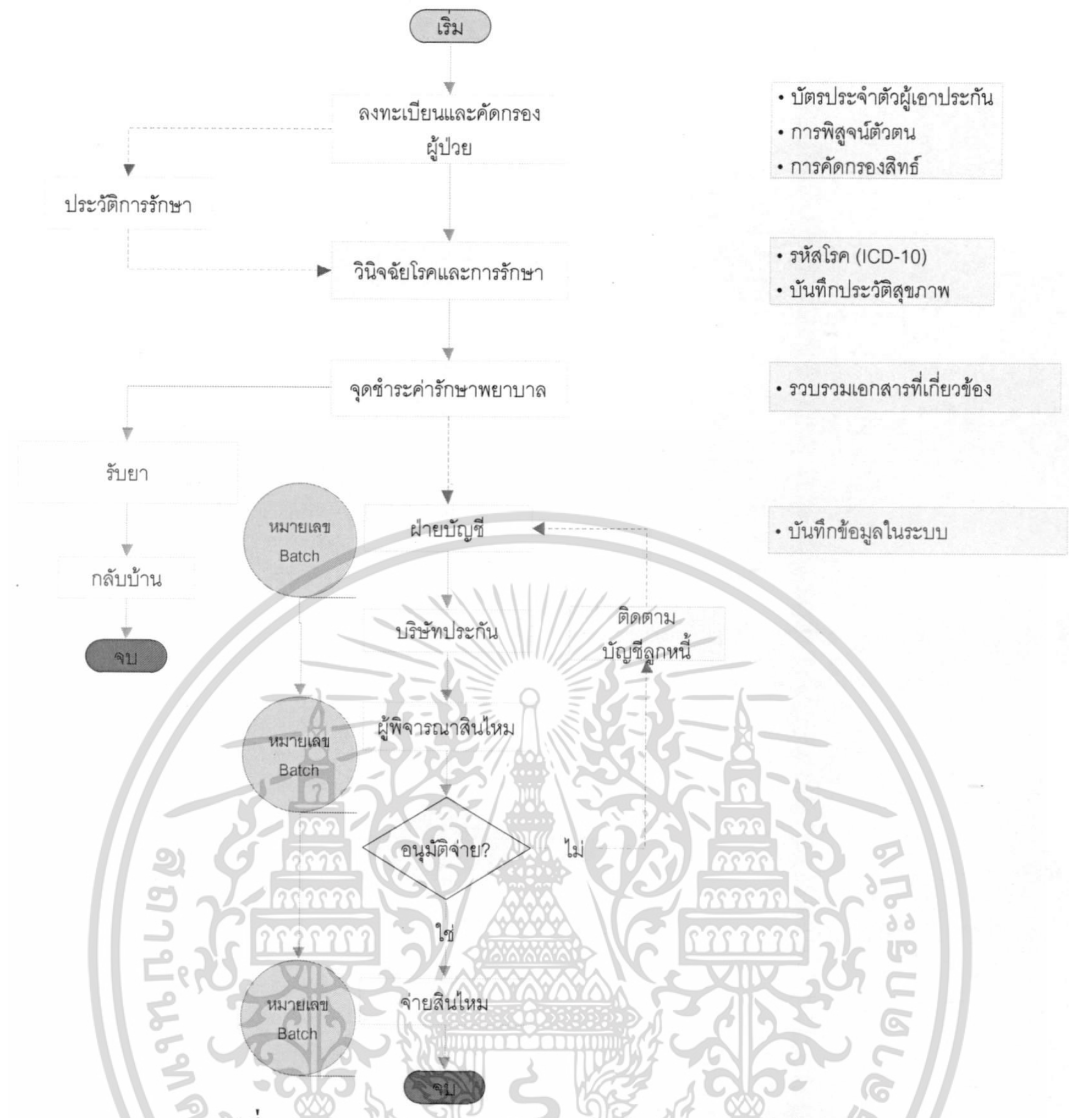 เริ่ม
ลงทะเบียนและคัดกรอง
ผู้ป่วย
• บัตรประจำตัวผู้เอาประกัน
• การพิสูจน์ตัวตน
• การคัดกรองสิทธ์
ประวัติการรักษา
วินิจฉัยโรคและการรักษา
• รหัสโรค (ICD-10)
• บันทึกประวัติสุขภาพ
จุดชำระค่ารักษาพยาบาล
• รวบรวมเอกสารที่เกี่ยวข้อง
รับยา
หมายเลข
Batch
ฝ่ายบัญชี
• บันทึกข้อมูลในระบบ
กลับบ้าน
จบ
บริษัทประกัน
ติดตาม
บัญชีลูกหนี้
หมายเลข
Batch
ผู้พิจารณาสินไหม
อนุมัติจ่าย?
ไม่
ใช่
หมายเลข
Batch
จ่ายสินไหม
จบ